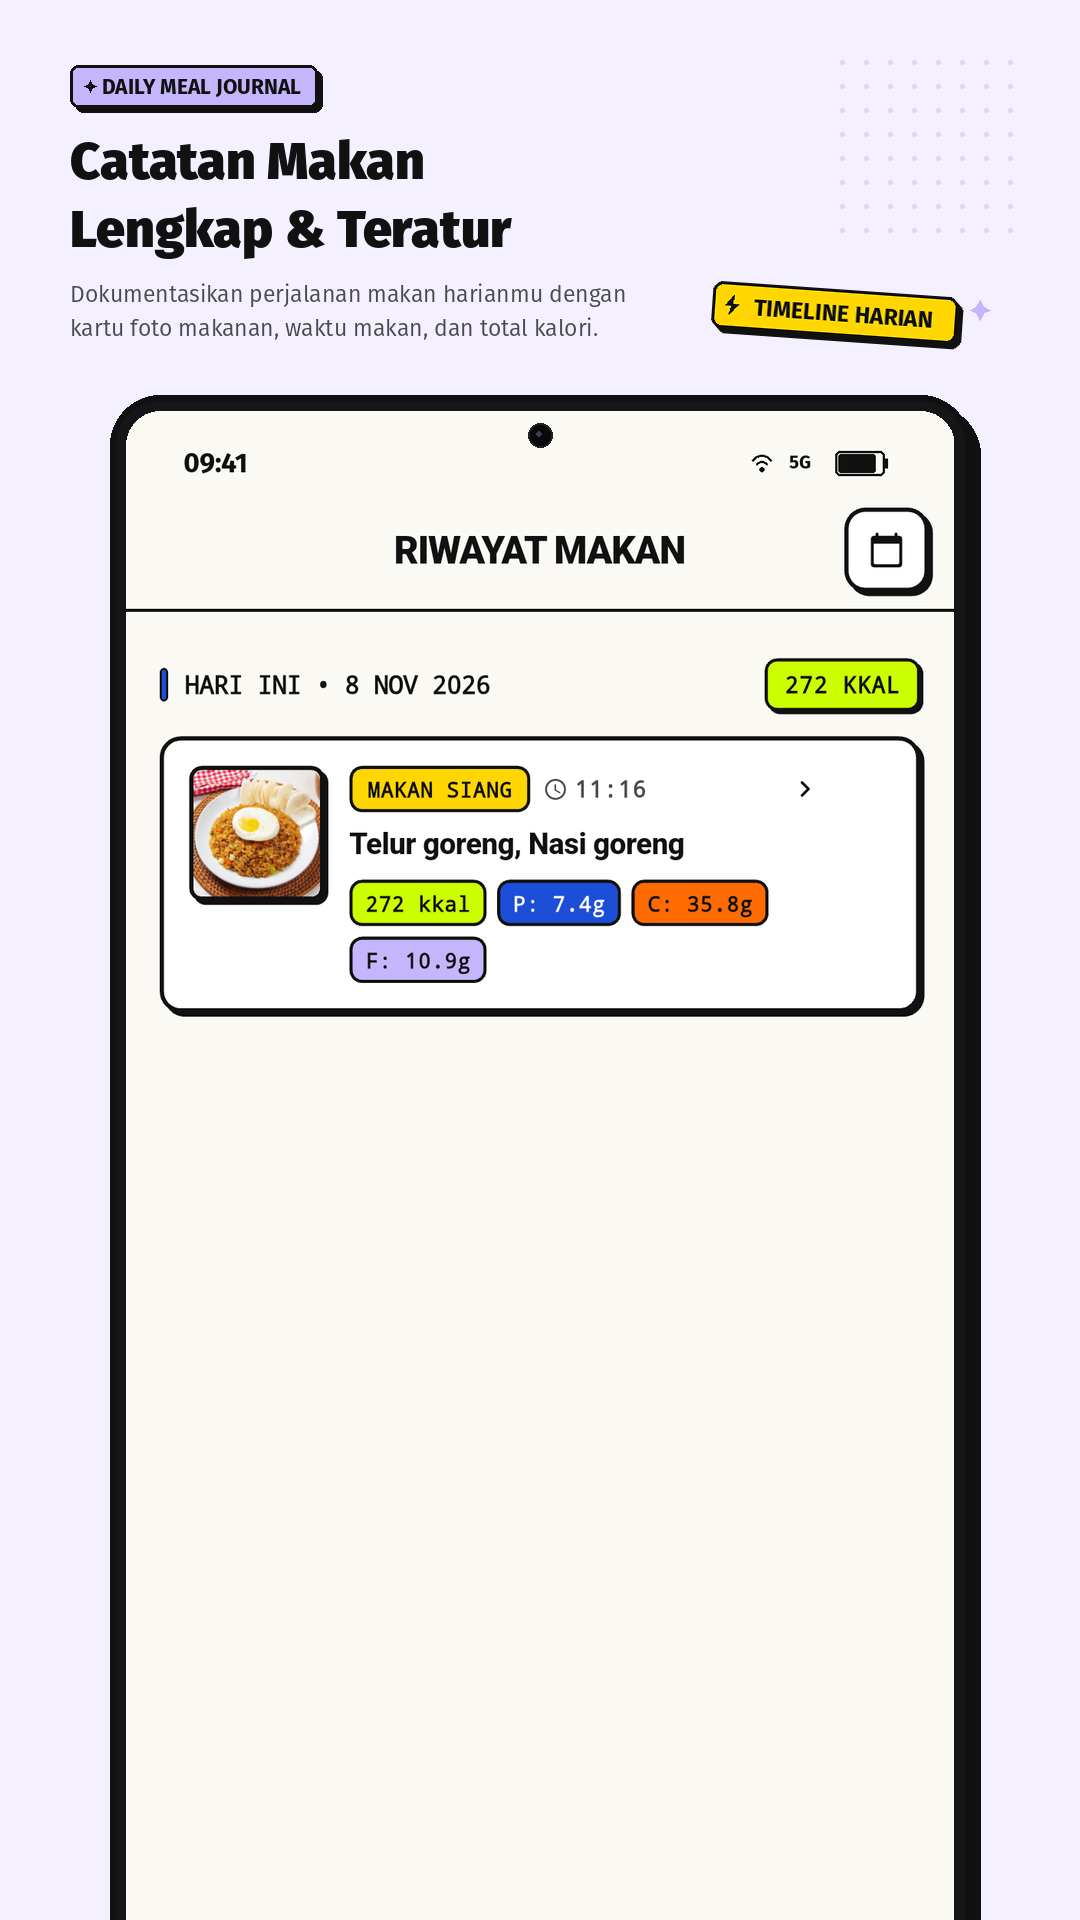 DAILY MEAL JOURNAL
Catatan Makan
Lengkap & Teratur
Dokumentasikan perjalanan makan harianmu dengan
kartu foto makanan, waktu makan, dan total kalori.
TIMELINE HARIAN
09:41
5G
RIWAYAT MAKAN
HARI INI • 8 NOV 2026
272 KKAL
MAKAN SIANG
11:16
Telur goreng, Nasi goreng
272 kkal
P: 7.4g
C: 35.8g
F: 10.9g